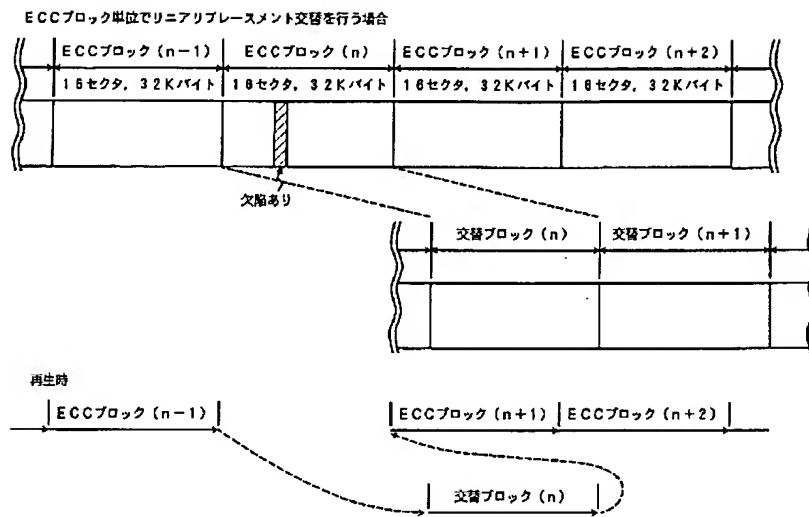 ECCブロック単位でリニアリプレースメント交替を行う場合
ECCブロック(n-1) ECCブロック(n) ECCブロック(n+1) ECCブロック(n+2)
16セクタ, 32Kバイト 16セクタ, 32Kバイト 16セクタ, 32Kバイト 16セクタ, 32Kバイト
欠陥あり
交替ブロック(n) 交替ブロック(n+1)
再生時
ECCブロック(n-1) ECCブロック(n+1) ECCブロック(n+2)
交替ブロック(n)